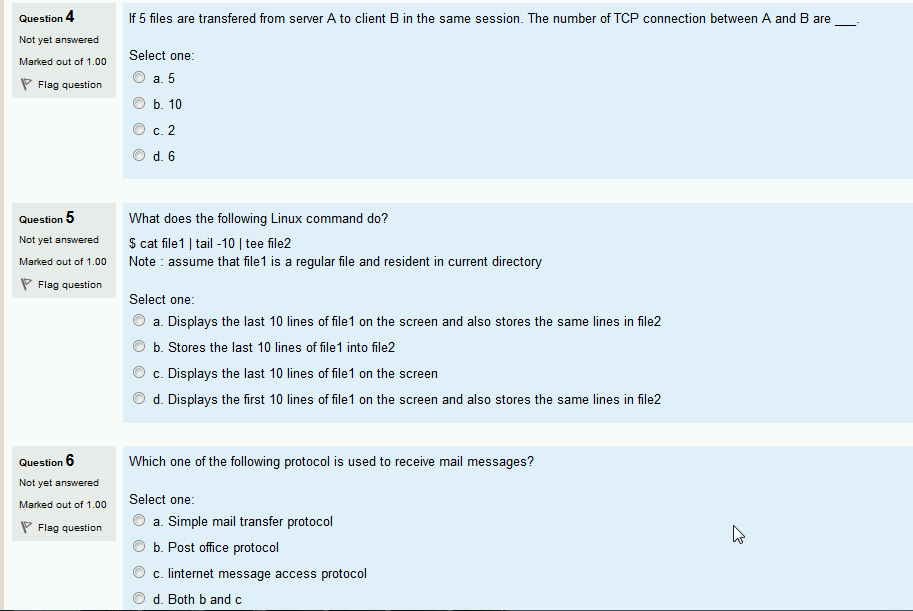 Question 4
Not yet answered
Marked out of 1.00
Flag question
If 5 files are transfered from server A to client B in the same session. The number of TCP connection between A and B are ___.
Select one:
a. 5
b. 10
c. 2
d. 6
Question 5
Not yet answered
Marked out of 1.00
Flag question
What does the following Linux command do?
$ cat file1 | tail -10 | tee file2
Note : assume that file1 is a regular file and resident in current directory
Select one:
a. Displays the last 10 lines of file1 on the screen and also stores the same lines in file2
b. Stores the last 10 lines of file1 into file2
c. Displays the last 10 lines of file1 on the screen
d. Displays the first 10 lines of file1 on the screen and also stores the same lines in file2
Question 6
Not yet answered
Marked out of 1.00
Flag question
Which one of the following protocol is used to receive mail messages?
Select one:
a. Simple mail transfer protocol
b. Post office protocol
c. Iinternet message access protocol
d. Both b and c